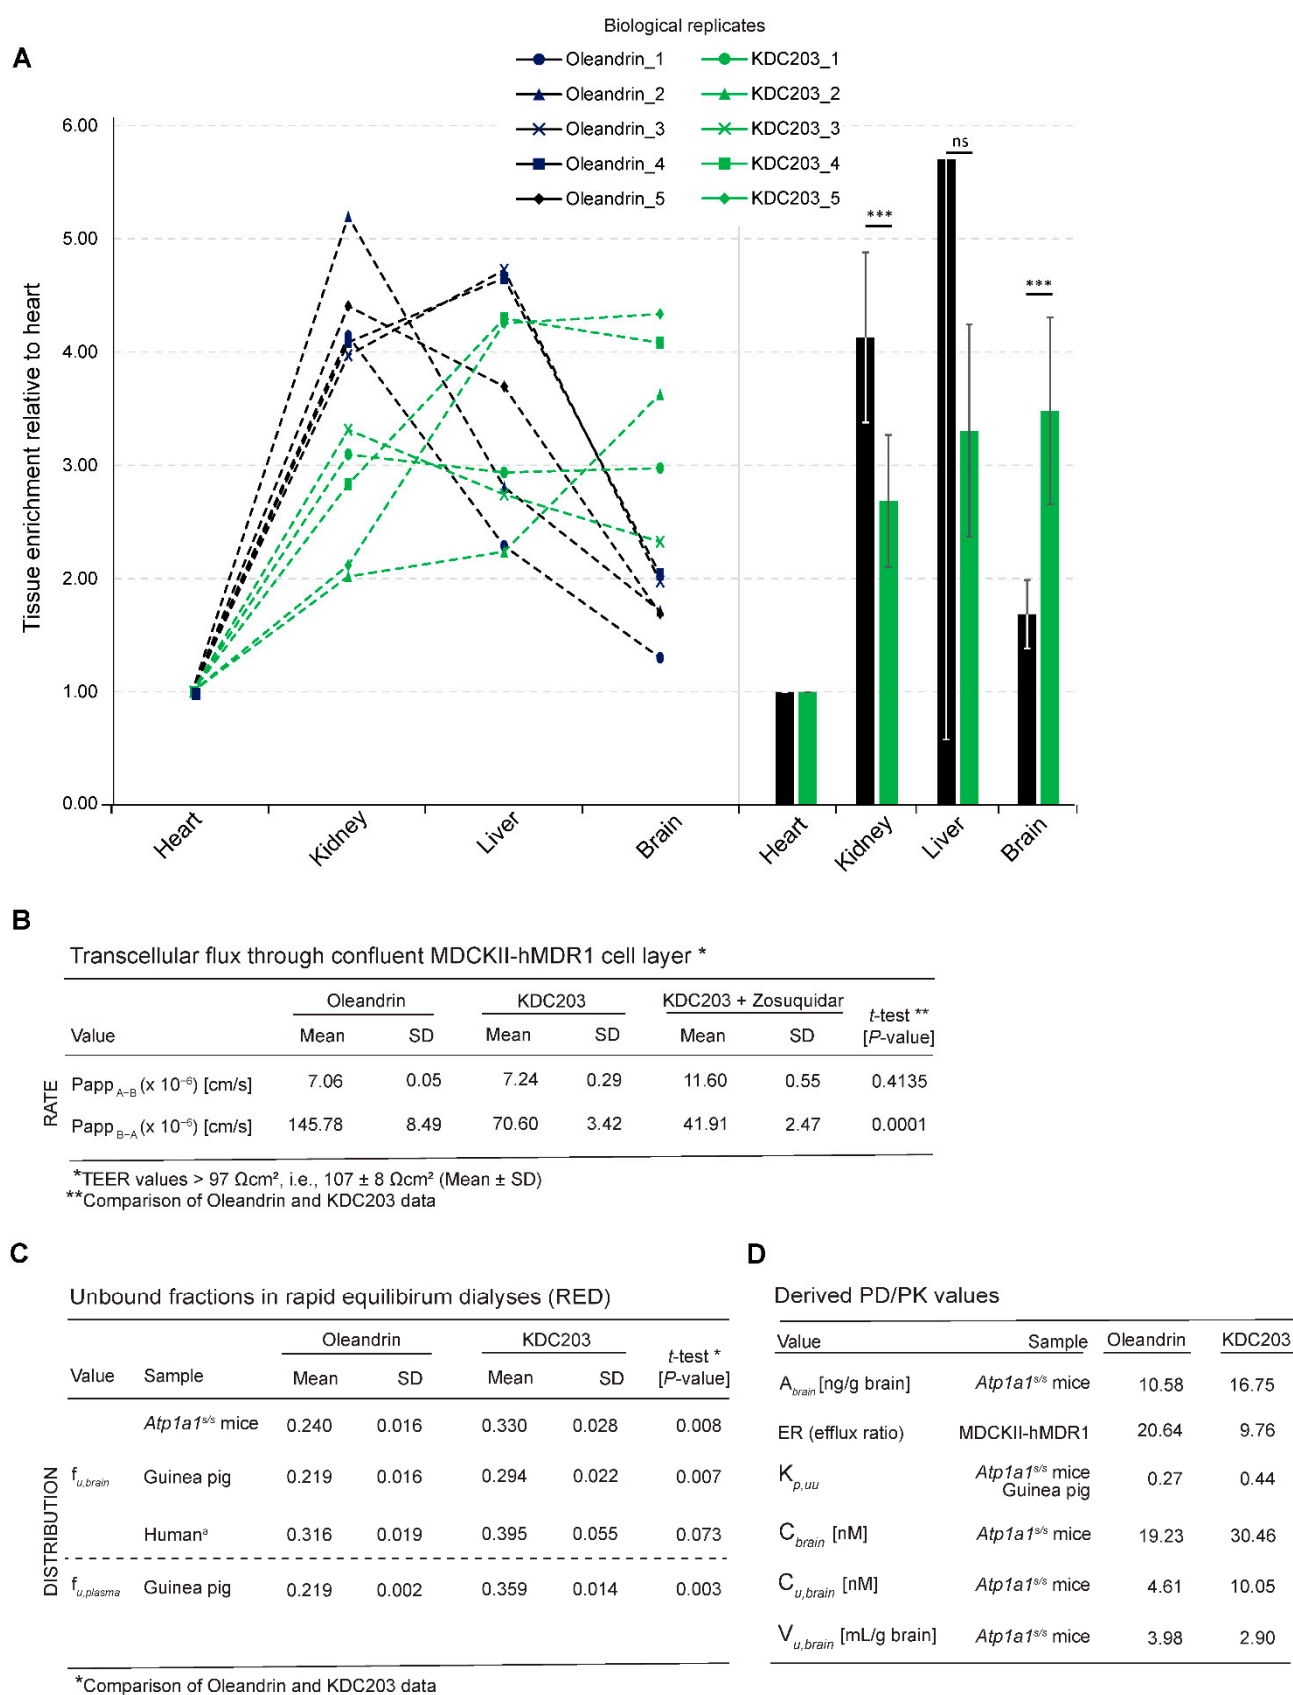 Biological replicates
A
Oleandrin_1 KDC203_1
Oleandrin_2 KDC203_2
Oleandrin_3 KDC203_3
Oleandrin_4 KDC203_4
Oleandrin_5 KDC203_5
Tissue enrichment relative to heart
6.00
5.00
4.00
3.00
2.00
1.00
0.00
*** ns ***
Heart Kidney Liver Brain Heart Kidney Liver Brain
B
Transcellular flux through confluent MDCKII-hMDR1 cell layer *
Oleandrin KDC203 KDC203 + Zosuquidar t-test ** [P-value]
Value Mean SD Mean SD Mean SD
RATE
Papp A–B (x 10⁻⁶) [cm/s] 7.06 0.05 7.24 0.29 11.60 0.55 0.4135
Papp B–A (x 10⁻⁶) [cm/s] 145.78 8.49 70.60 3.42 41.91 2.47 0.0001
*TEER values > 97 Ωcm², i.e., 107 ± 8 Ωcm² (Mean ± SD)
**Comparison of Oleandrin and KDC203 data
C
Unbound fractions in rapid equilibirum dialyses (RED)
Oleandrin KDC203 t-test * [P-value]
Value Sample Mean SD Mean SD
DISTRIBUTION
Atp1a1s/s mice 0.240 0.016 0.330 0.028 0.008
fu,brain Guinea pig 0.219 0.016 0.294 0.022 0.007
Humanᵃ 0.316 0.019 0.395 0.055 0.073
fu,plasma Guinea pig 0.219 0.002 0.359 0.014 0.003
*Comparison of Oleandrin and KDC203 data
D
Derived PD/PK values
Value Sample Oleandrin KDC203
Abrain [ng/g brain] Atp1a1s/s mice 10.58 16.75
ER (efflux ratio) MDCKII-hMDR1 20.64 9.76
Kp,uu Atp1a1s/s mice Guinea pig 0.27 0.44
Cbrain [nM] Atp1a1s/s mice 19.23 30.46
Cu,brain [nM] Atp1a1s/s mice 4.61 10.05
Vu,brain [mL/g brain] Atp1a1s/s mice 3.98 2.90